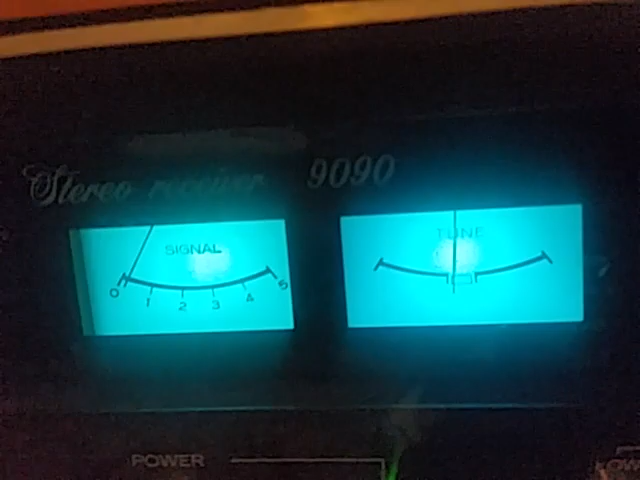 Stereo receiver 9090
SIGNAL
0 1 2 3 4 5
TUNE
POWER